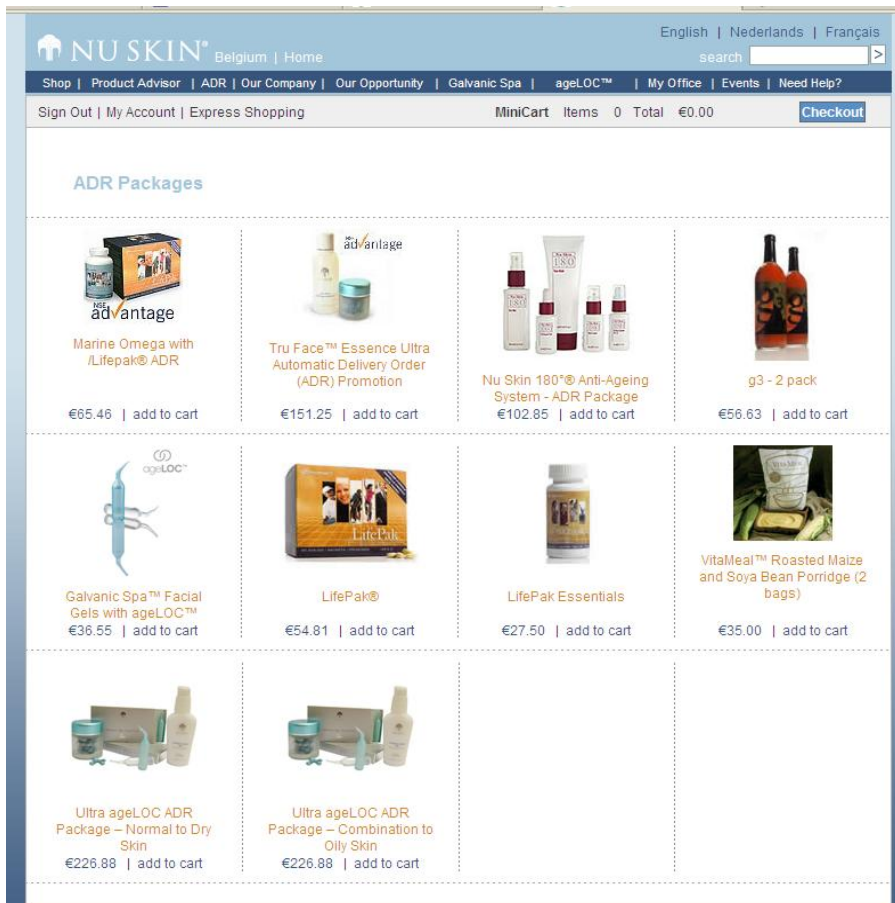 English | Nederlands | Français
NU SKIN® Belgium | Home
search >
Shop | Product Advisor | ADR | Our Company | Our Opportunity | Galvanic Spa | ageLOC™ | My Office | Events | Need Help?
Sign Out | My Account | Express Shopping MiniCart Items 0 Total €0.00 Checkout
ADR Packages
NSE
advantage
advantage
Nu Skin
180
g3
Marine Omega with
/Lifepak® ADR
€65.46 | add to cart
Tru Face™ Essence Ultra
Automatic Delivery Order
(ADR) Promotion
€151.25 | add to cart
Nu Skin 180°® Anti-Ageing
System - ADR Package
€102.85 | add to cart
g3 - 2 pack
€56.63 | add to cart
ageLOC™
LifePak
VITAMEAL
Galvanic Spa™ Facial
Gels with ageLOC™
€36.55 | add to cart
LifePak®
€54.81 | add to cart
LifePak Essentials
€27.50 | add to cart
VitaMeal™ Roasted Maize
and Soya Bean Porridge (2
bags)
€35.00 | add to cart
Ultra ageLOC ADR
Package – Normal to Dry
Skin
€226.88 | add to cart
Ultra ageLOC ADR
Package – Combination to
Oily Skin
€226.88 | add to cart